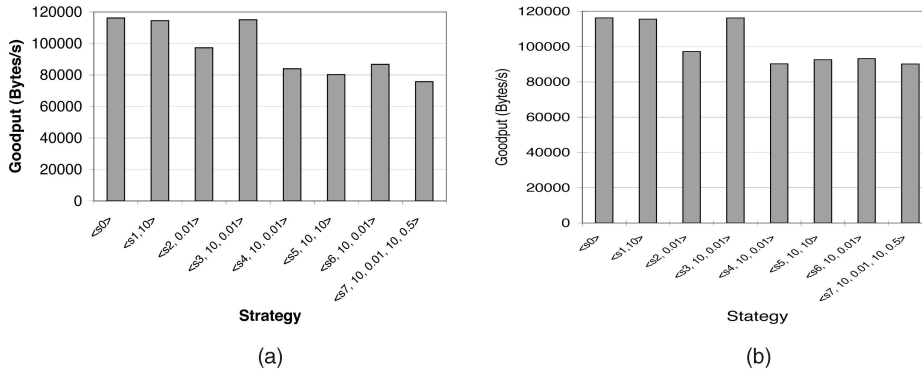 120000
100000
80000
60000
40000
20000
0
Goodput (Bytes/s)
<s0>
<s1,10>
<s2, 0.01>
<s3, 10, 0.01>
<s4, 10, 0.01>
<s5, 10, 10>
<s6, 10, 0.01>
<s7, 10, 0.01, 10, 0.5>
Strategy
(a)
120000
100000
80000
60000
40000
20000
0
Goodput (Bytes/s)
<s0>
<s1,10>
<s2, 0.01>
<s3, 10, 0.01>
<s4, 10, 0.01>
<s5, 10, 10>
<s6, 10, 0.01>
<s7, 10, 0.01, 10, 0.5>
Stategy
(b)